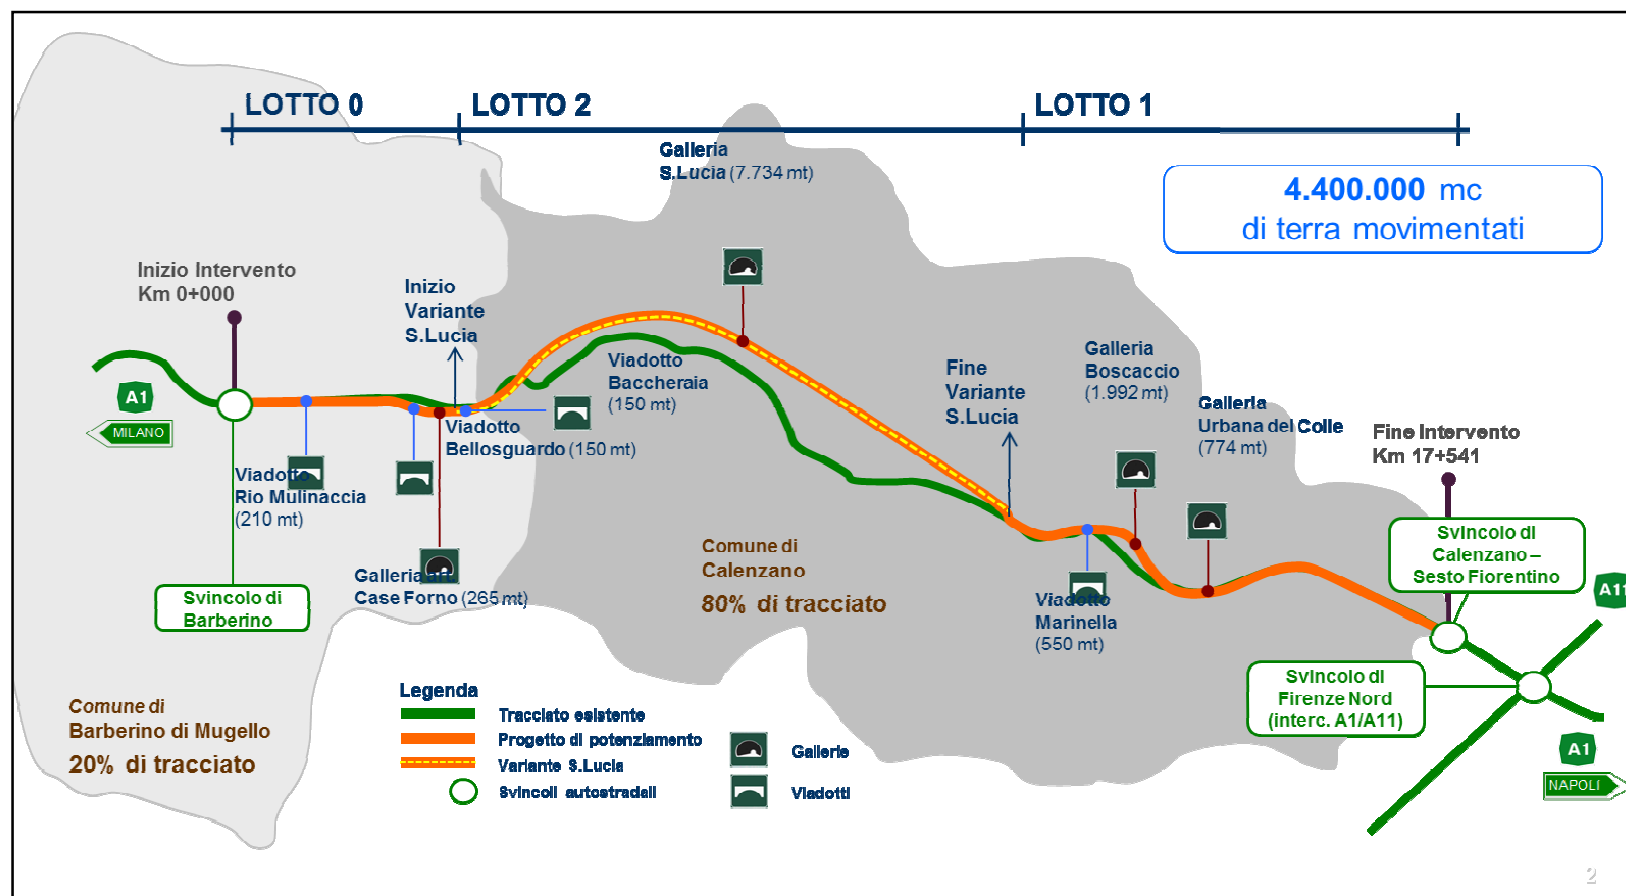 LOTTO 0
LOTTO 2
LOTTO 1
Galleria
S.Lucia (7.734 mt)
4.400.000 mc
di terra movimentati
Inizio Intervento
Km 0+000
Inizio
Variante
S.Lucia
A1
MILANO
Viadotto
Rio Mulinaccia
(210 mt)
Svincolo di
Barberino
Galleria art.
Case Forno (265 mt)
Viadotto
Bellosguardo (150 mt)
Viadotto
Baccheraia
(150 mt)
Fine
Variante
S.Lucia
Galleria
Boscaccio
(1.992 mt)
Galleria
Urbana del Colle
(774 mt)
Fine Intervento
Km 17+541
Svincolo di
Calenzano –
Sesto Fiorentino
A11
Comune di
Calenzano
80% di tracciato
Viadotto
Marinella
(550 mt)
Svincolo di
Firenze Nord
(interc. A1/A11)
A1
NAPOLI
Comune di
Barberino di Mugello
20% di tracciato
Legenda
Tracciato esistente
Progetto di potenziamento
Variante S.Lucia
Svincoli autostradali
Gallerie
Viadotti
2